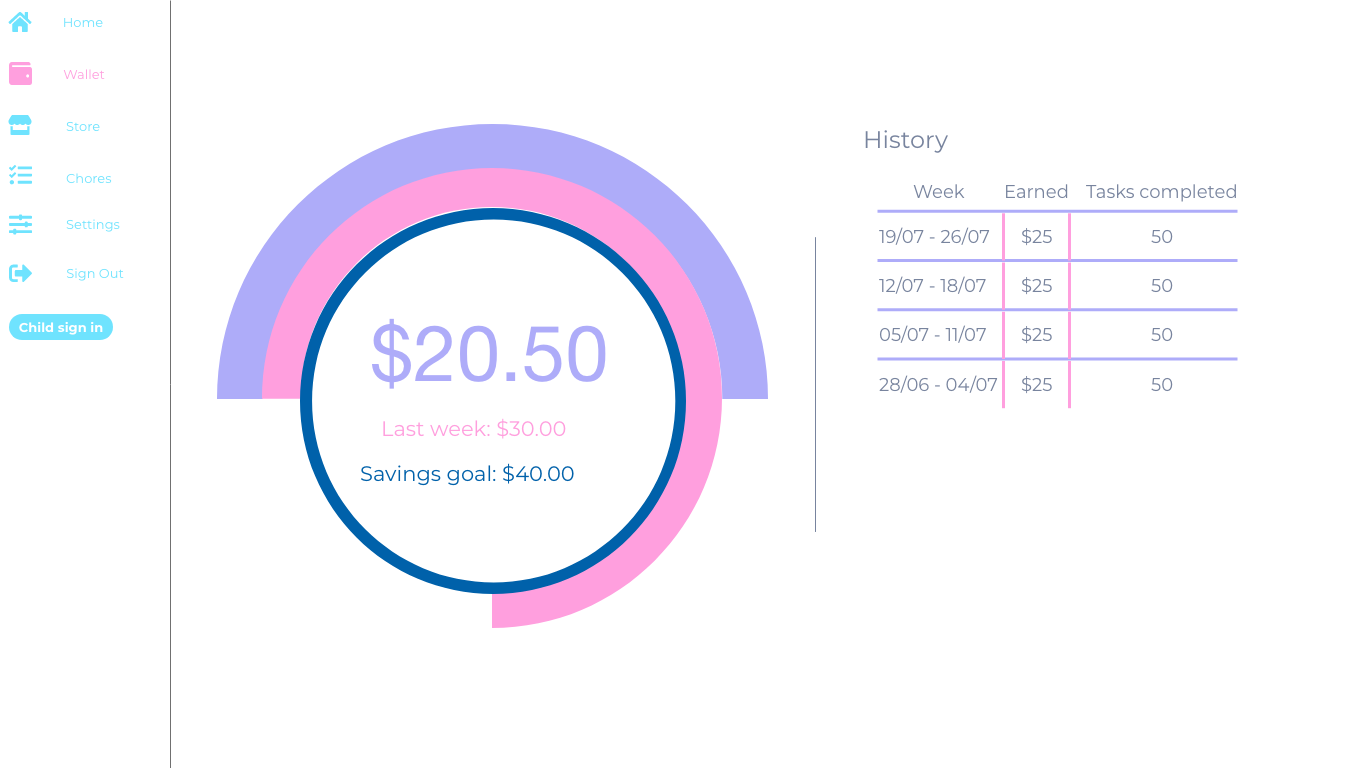 Home
Wallet
Store
Chores
Settings
Sign Out
Child sign in
$20.50
Last week: $30.00
Savings goal: $40.00
History
Week Earned Tasks completed
19/07 - 26/07 $25 50
12/07 - 18/07 $25 50
05/07 - 11/07 $25 50
28/06 - 04/07 $25 50